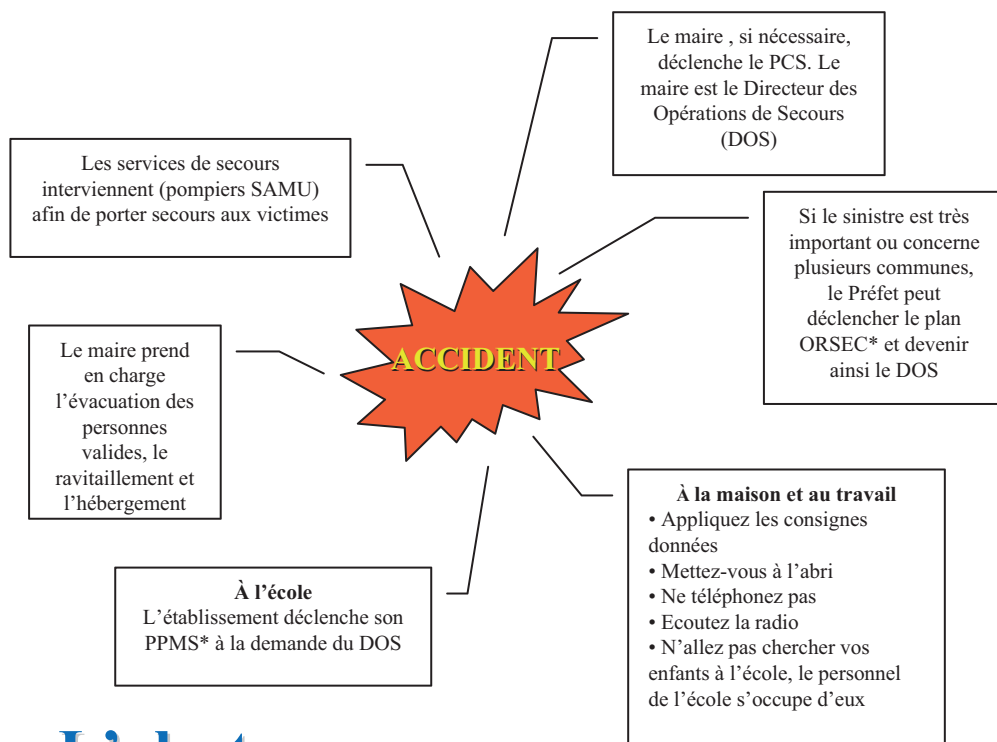 Le maire , si nécessaire,
déclenche le PCS. Le
maire est le Directeur des
Opérations de Secours
(DOS)
Les services de secours
interviennent (pompiers SAMU)
afin de porter secours aux victimes
Si le sinistre est très
important ou concerne
plusieurs communes,
le Préfet peut
déclencher le plan
ORSEC* et devenir
ainsi le DOS
ACCIDENT
Le maire prend
en charge
l’évacuation des
personnes
valides, le
ravitaillement et
l’hébergement
À la maison et au travail
• Appliquez les consignes
données
• Mettez-vous à l’abri
• Ne téléphonez pas
• Ecoutez la radio
• N’allez pas chercher vos
enfants à l’école, le personnel
de l’école s’occupe d’eux
À l’école
L’établissement déclenche son
PPMS* à la demande du DOS